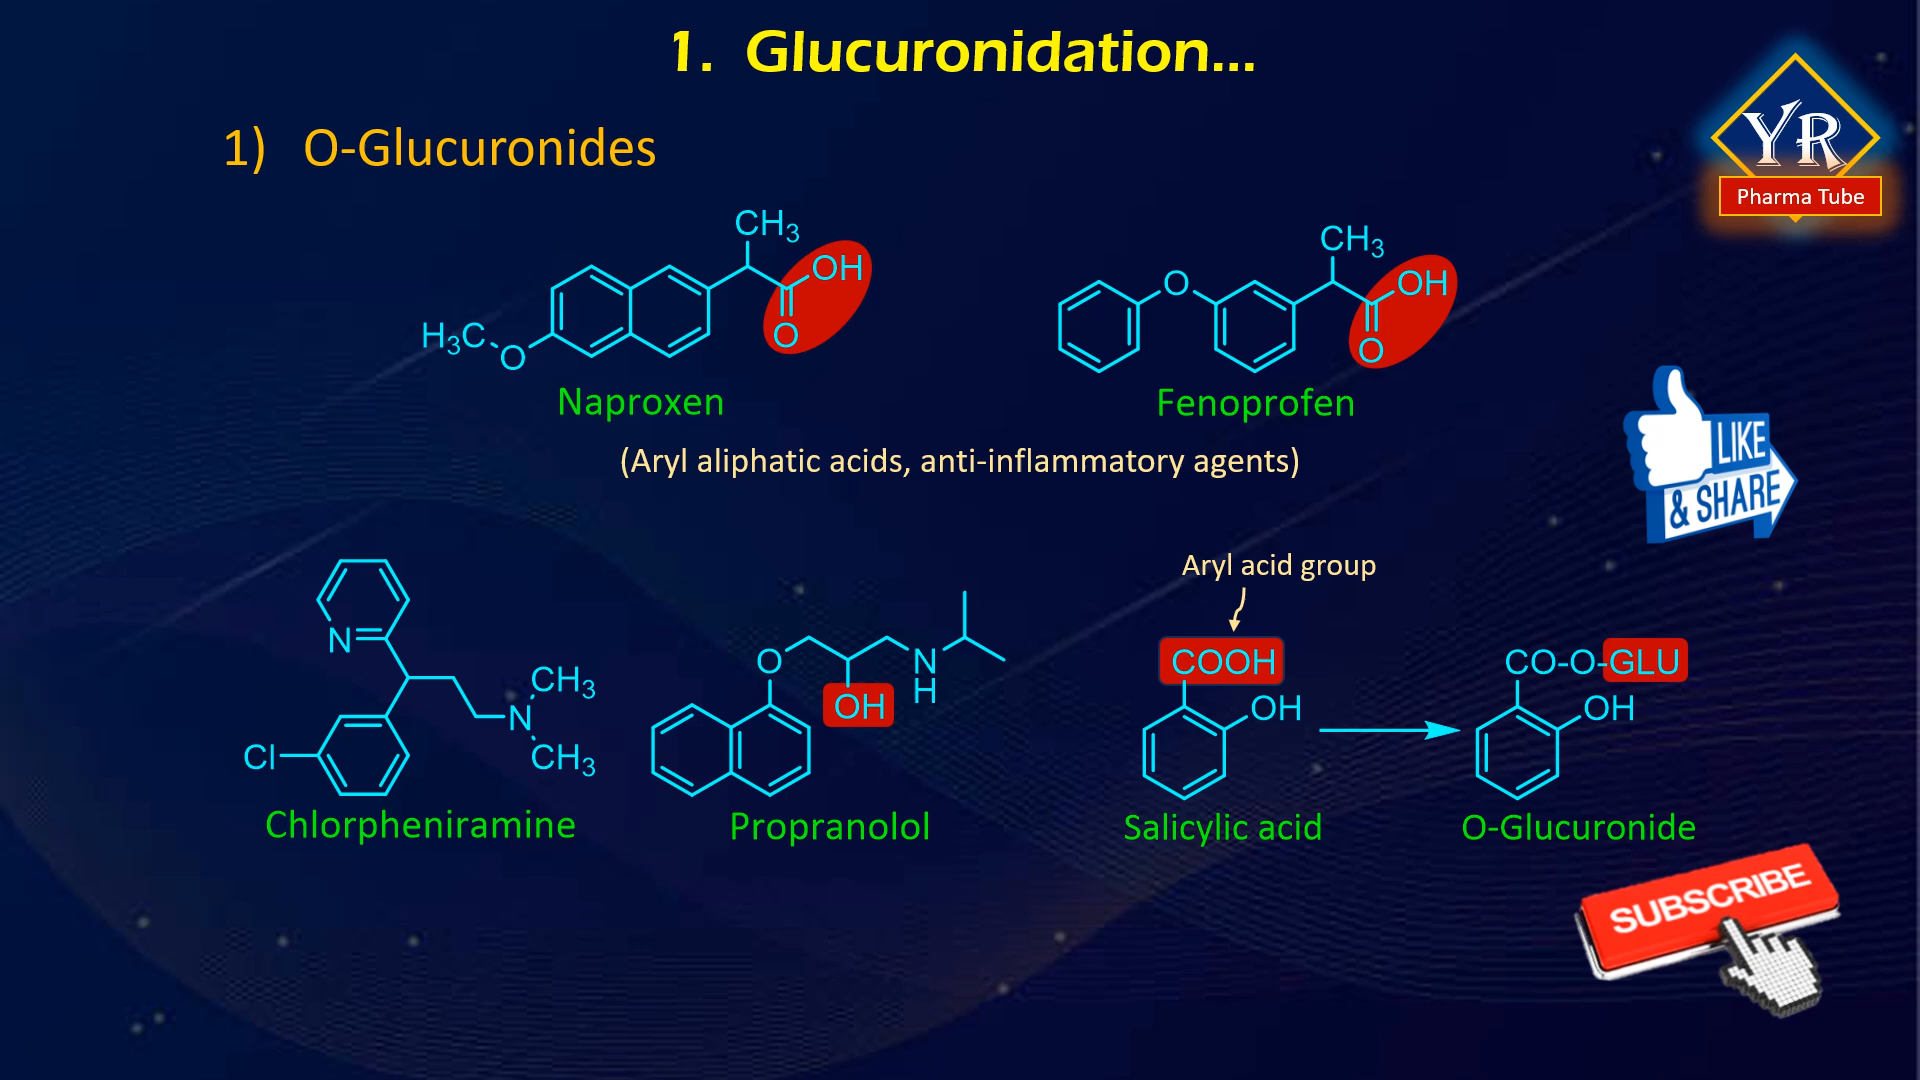 1. Glucuronidation...
YR
Pharma Tube
1) O-Glucuronides
CH3
OH
O
H3C
O
Naproxen
CH3
O
OH
O
Fenoprofen
(Aryl aliphatic acids, anti-inflammatory agents)
LIKE
& SHARE
Aryl acid group
N
CH3
N
CH3
Cl
Chlorpheniramine
O
N
H
OH
Propranolol
COOH
OH
Salicylic acid
CO-O-GLU
OH
O-Glucuronide
SUBSCRIBE